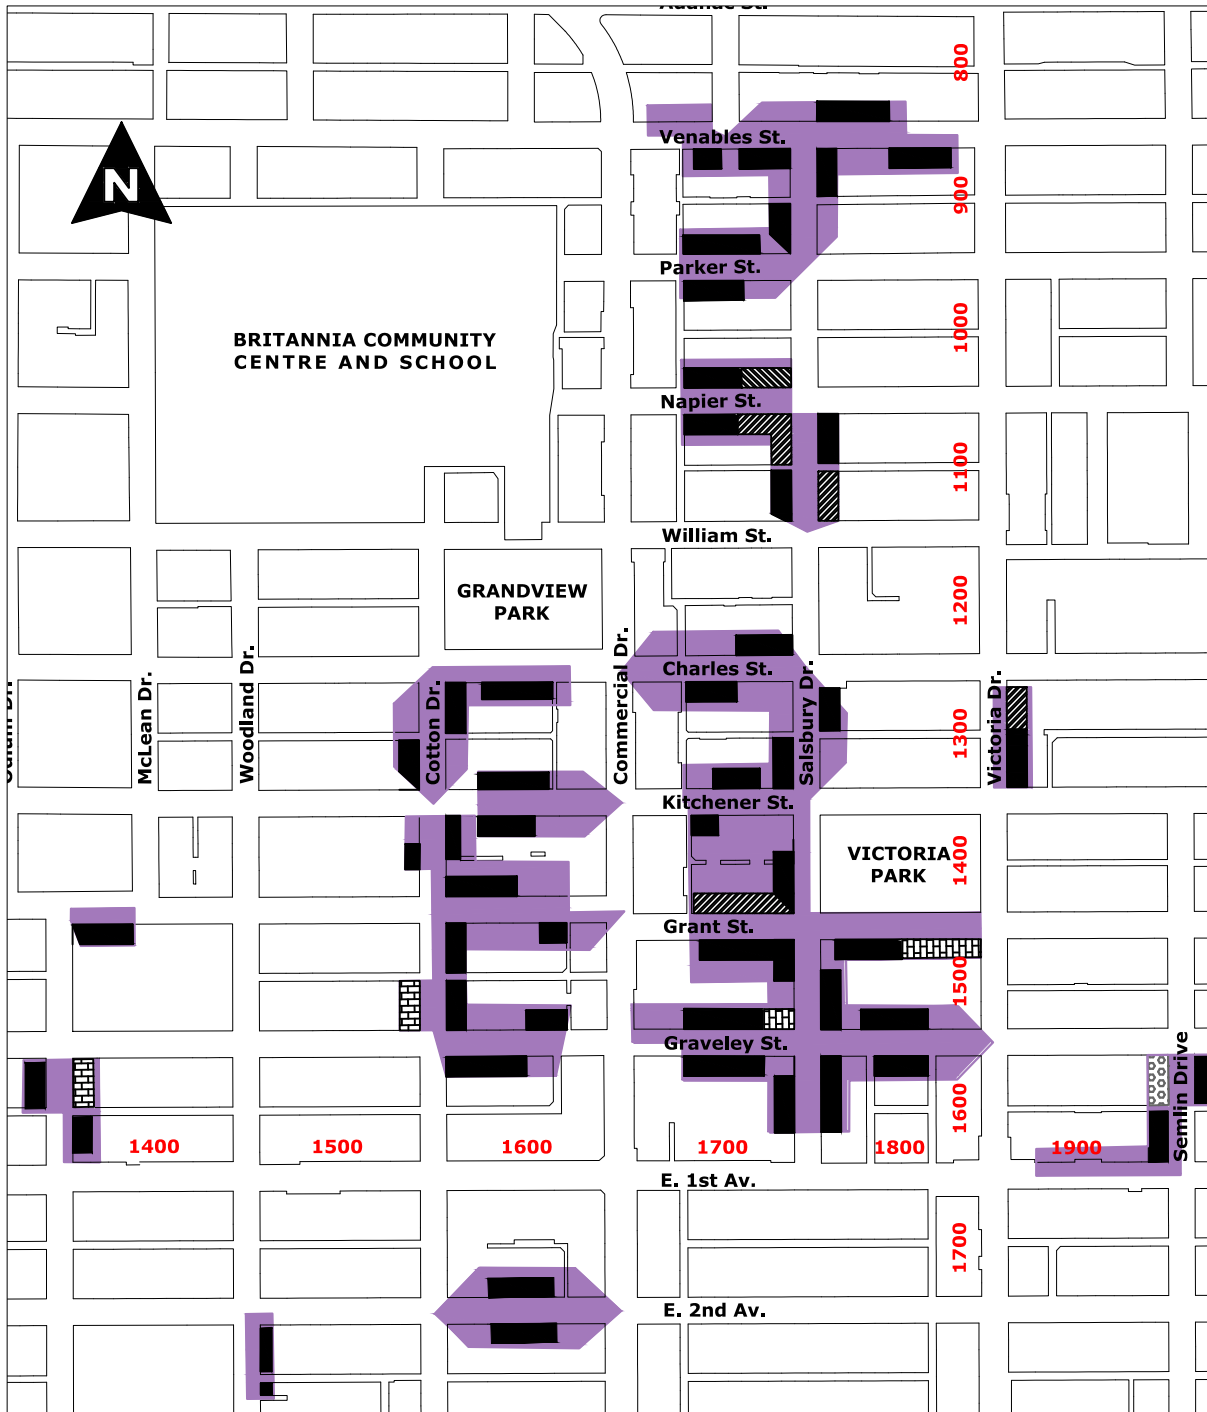 800
Venables St.
N
900
Parker St.
1000
BRITANNIA COMMUNITY
CENTRE AND SCHOOL
Napier St.
1100
William St.
GRANDVIEW
PARK
1200
Charles St.
McLean Dr.
Woodland Dr.
Cotton Dr.
Commercial Dr.
Salsbury Dr.
1300
Victoria Dr.
Kitchener St.
VICTORIA
PARK
1400
Grant St.
1500
Graveley St.
1600
Semlin Drive
1400
1500
1600
1700
1800
1900
E. 1st Av.
1700
E. 2nd Av.